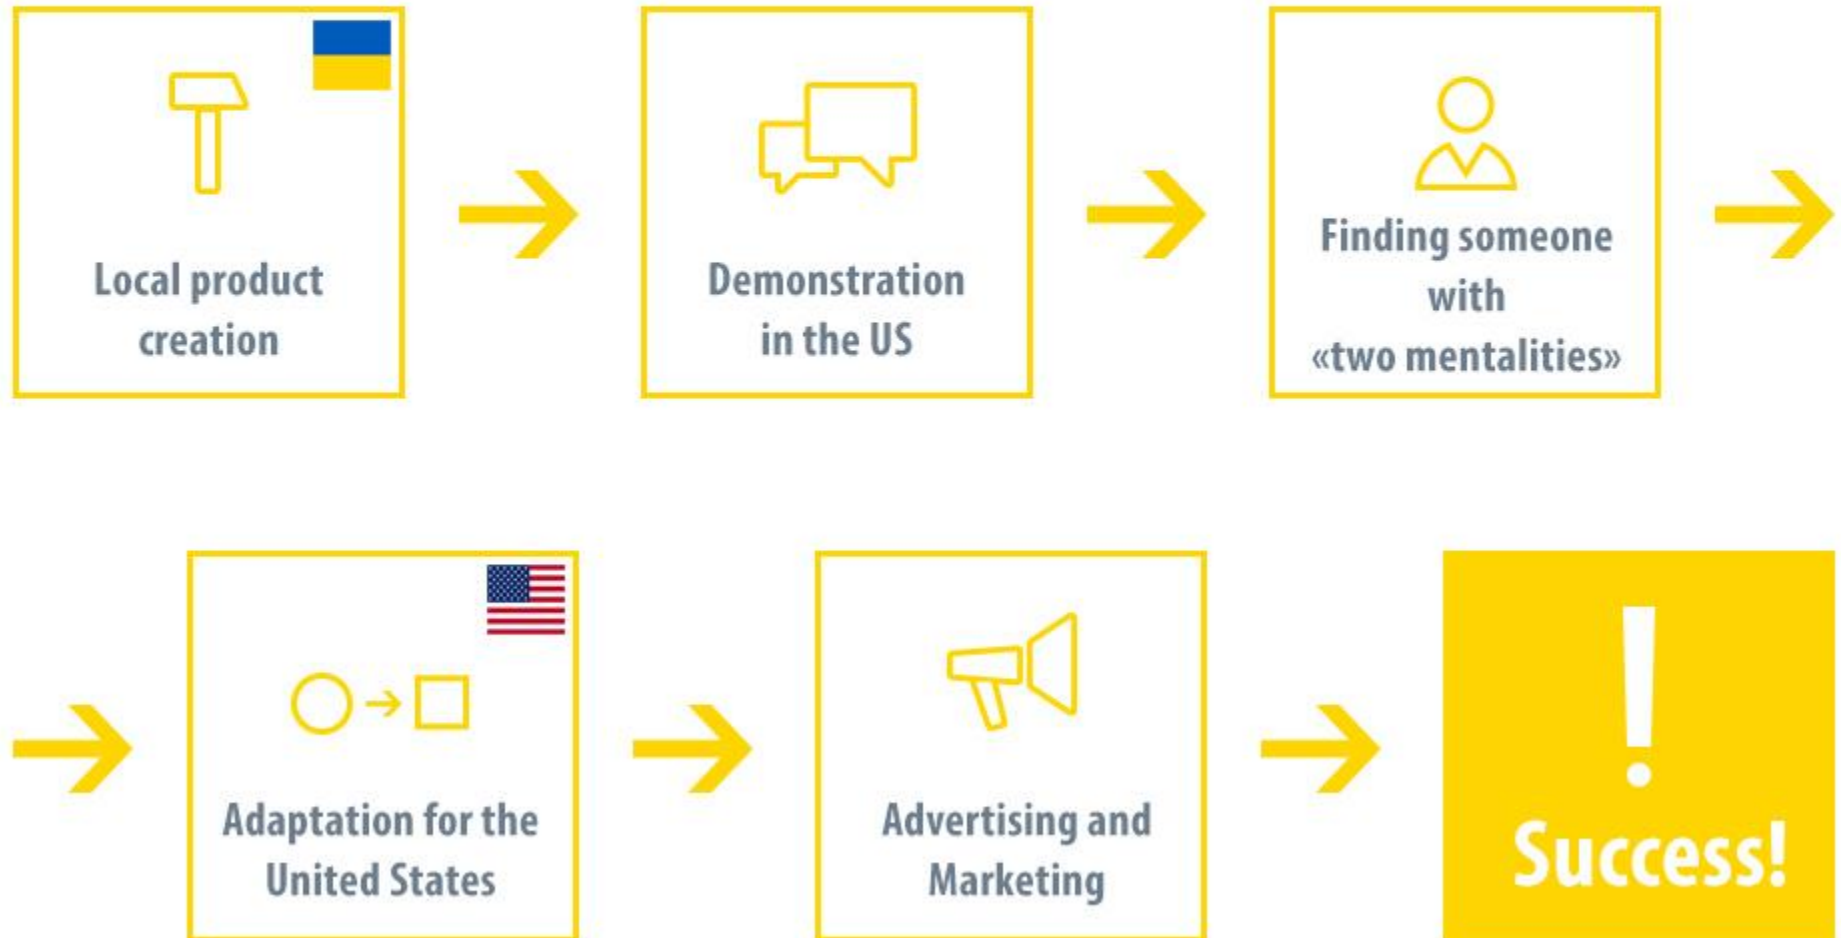 Local product
creation
Demonstration
in the US
Finding someone
with
«two mentalities»
Adaptation for the
United States
Advertising and
Marketing
Success!